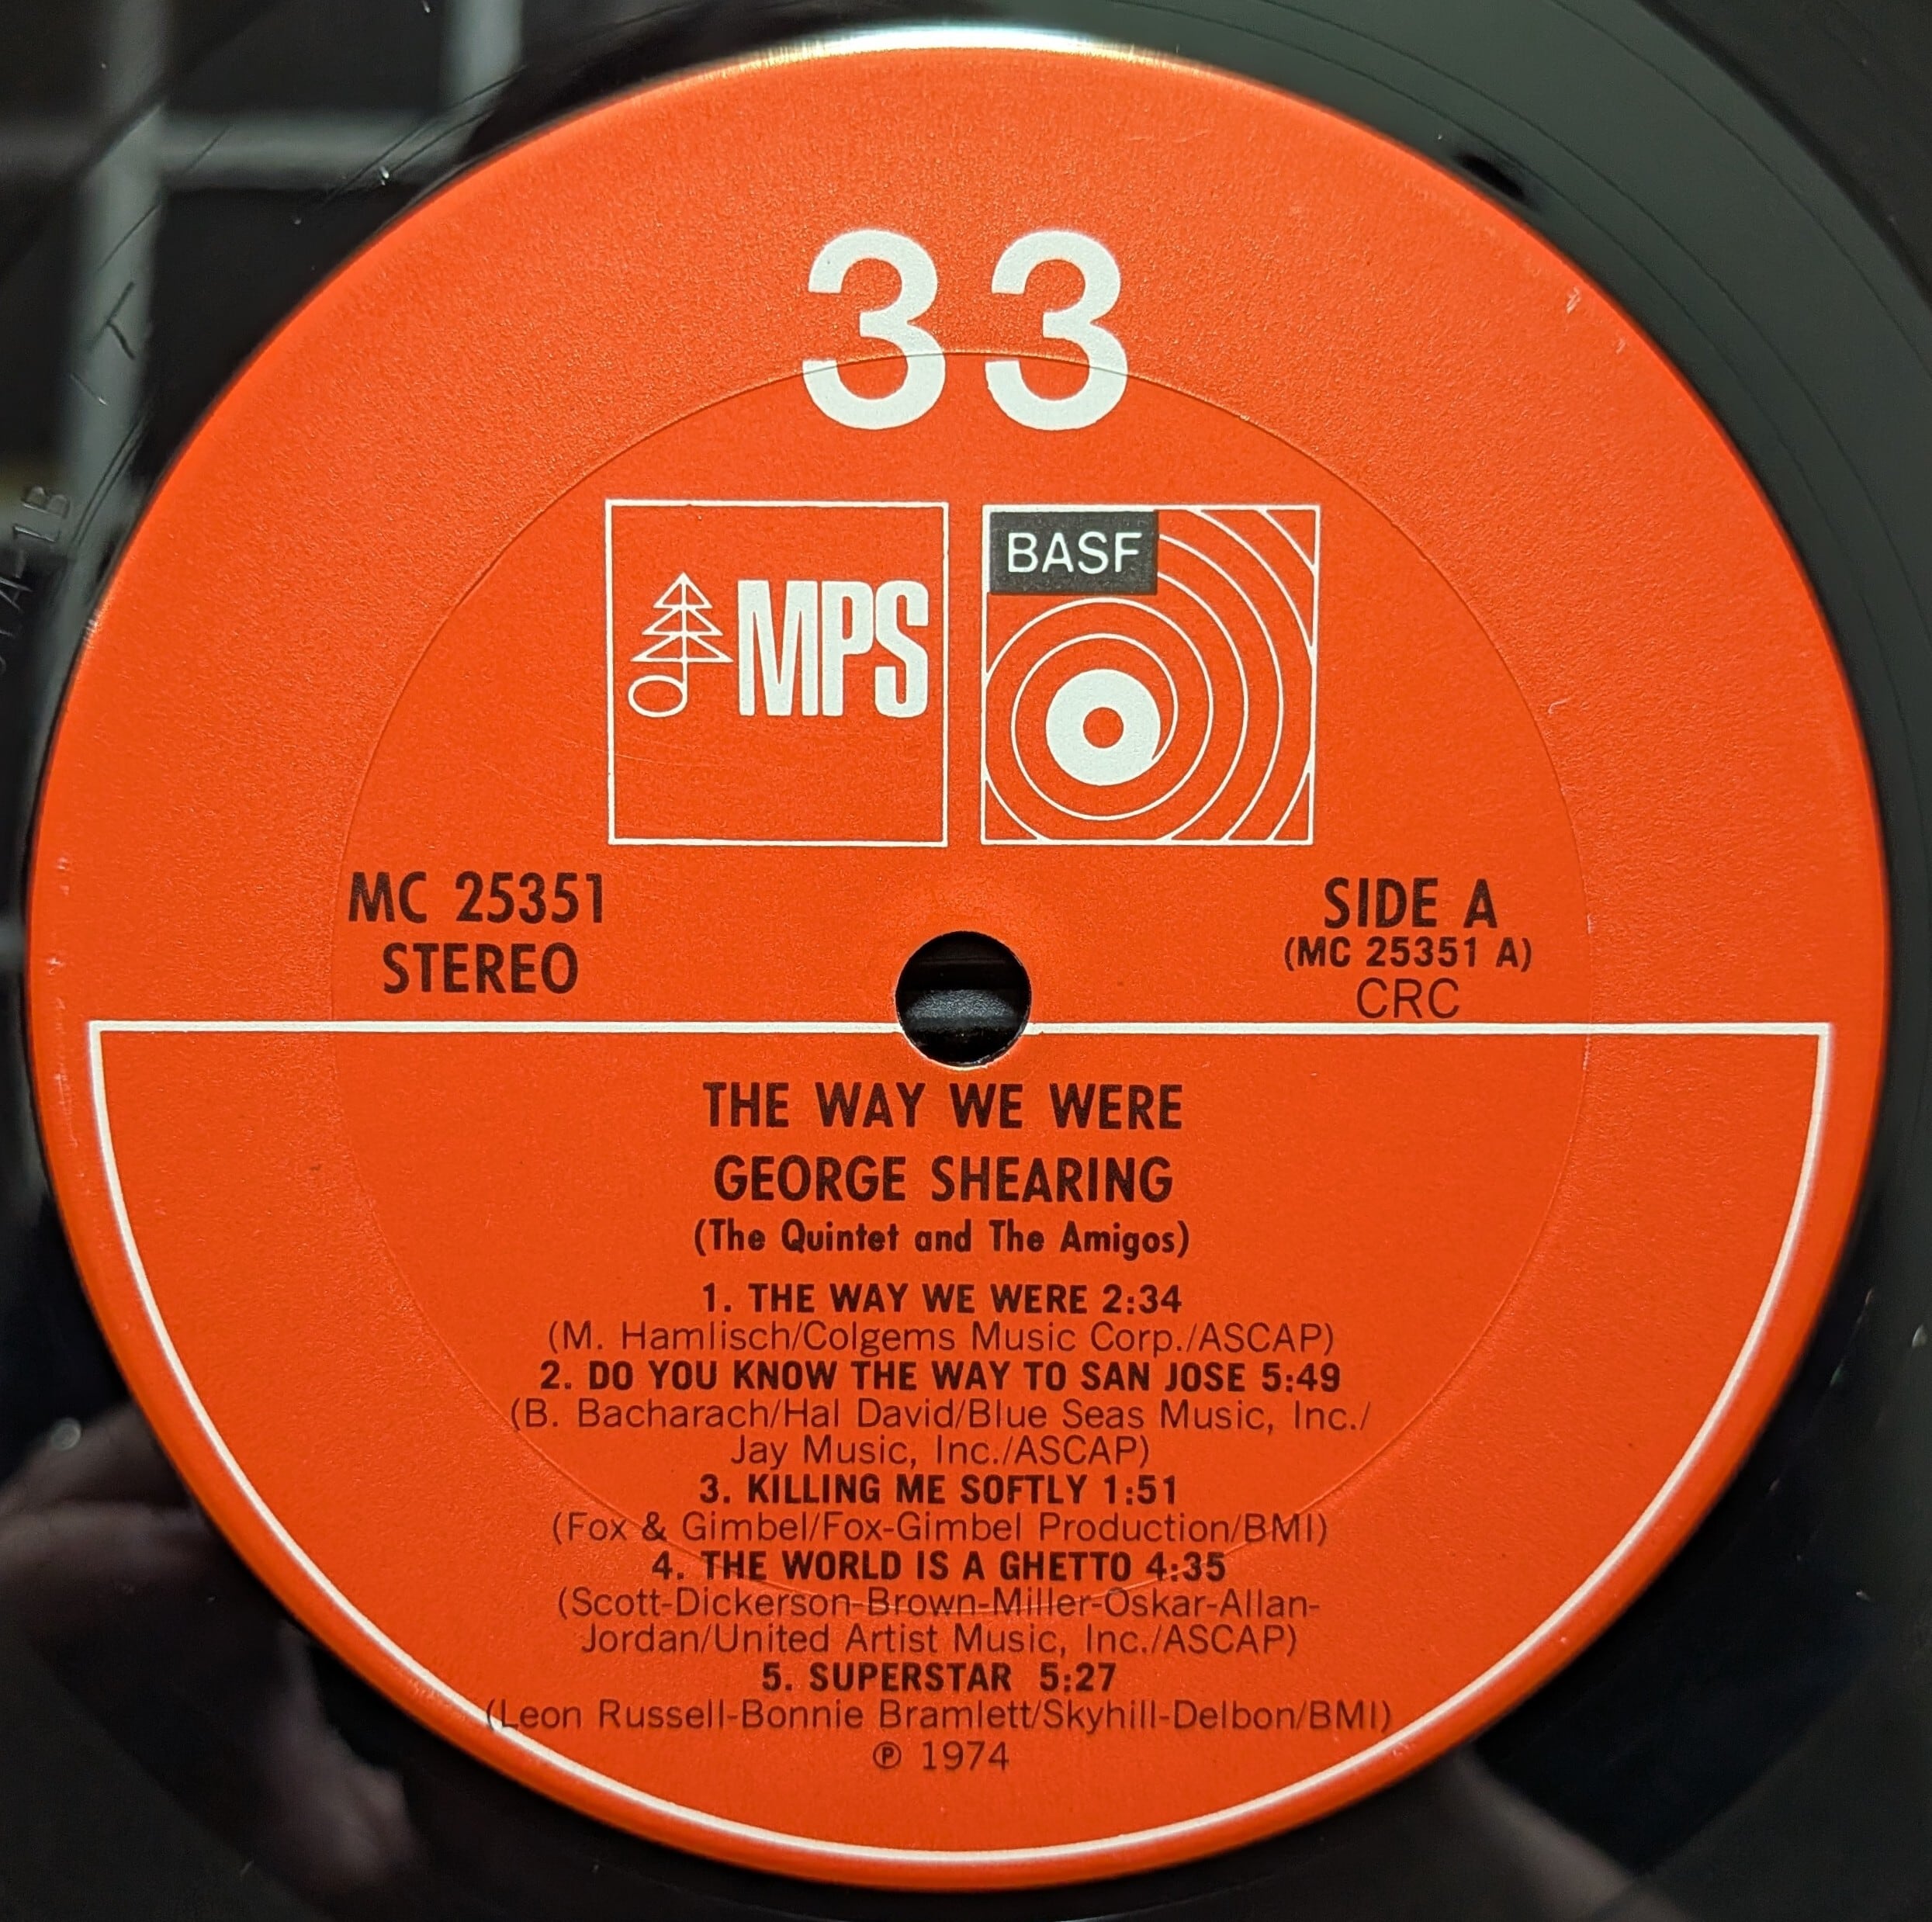 33
MPS
BASF
MC 25351
STEREO
SIDE A
(MC 25351 A)
CRC
THE WAY WE WERE
GEORGE SHEARING
(The Quintet and The Amigos)
1. THE WAY WE WERE 2:34
(M. Hamlisch/Colgems Music Corp./ASCAP)
2. DO YOU KNOW THE WAY TO SAN JOSE 5:49
(B. Bacharach/Hal David/Blue Seas Music, Inc./
Jay Music, Inc./ASCAP)
3. KILLING ME SOFTLY 1:51
(Fox & Gimbel/Fox-Gimbel Production/BMI)
4. THE WORLD IS A GHETTO 4:35
(Scott-Dickerson-Brown-Miller-Oskar-Allan-
Jordan/United Artist Music, Inc./ASCAP)
5. SUPERSTAR 5:27
(Leon Russell-Bonnie Bramlett/Skyhill-Delbon/BMI)
℗ 1974